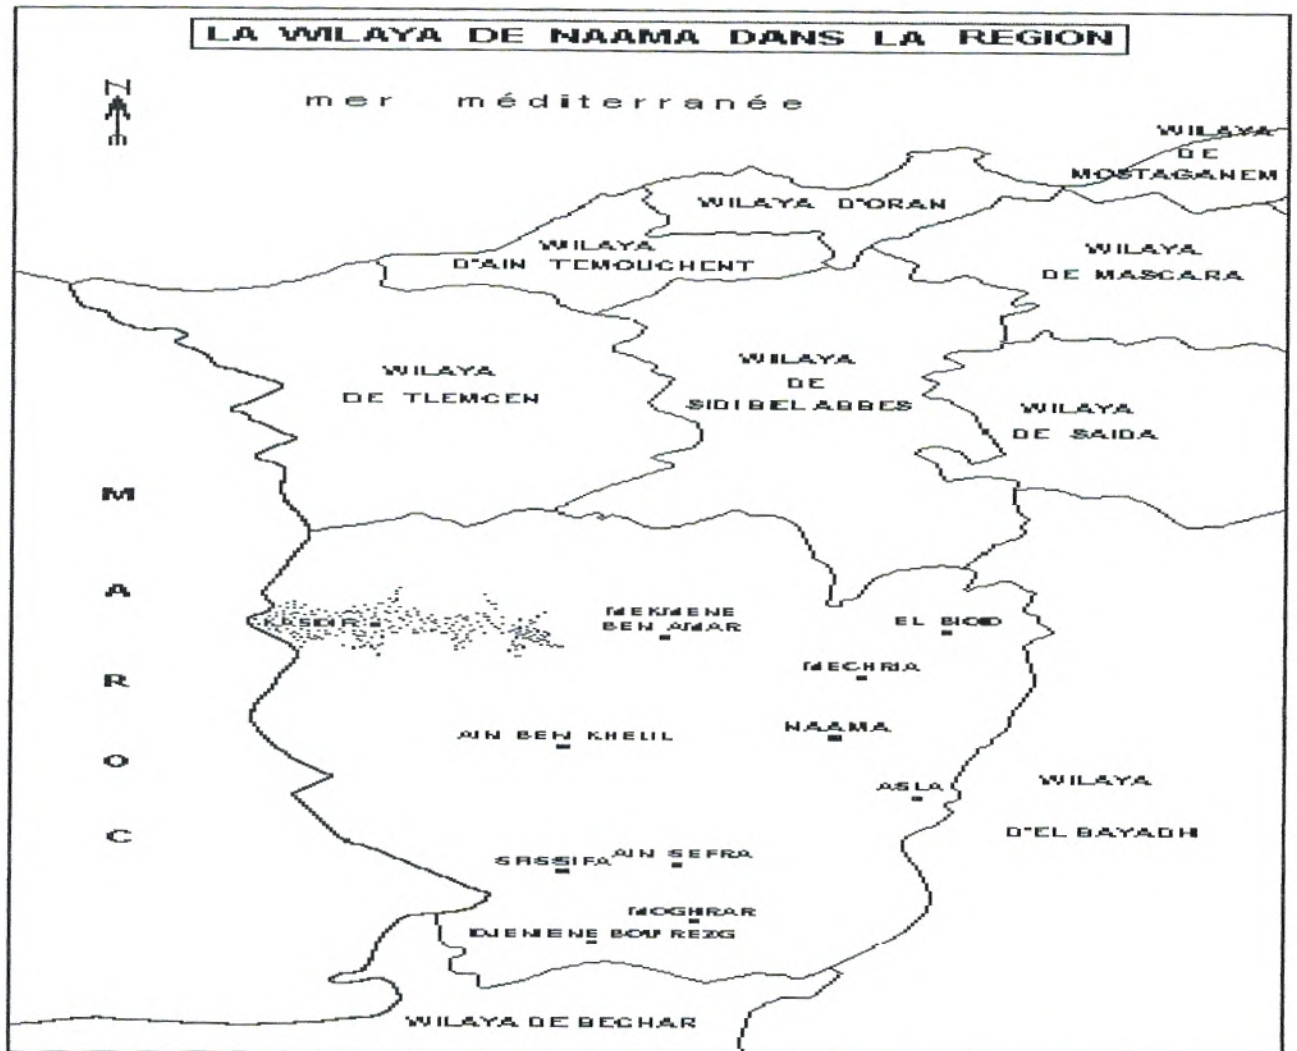 LA WILAYA DE NAAMA DANS LA REGION
N
mer méditerranée
WILAYA
DE
MOSTAGANEM
WILAYA D'ORAN
WILAYA
D'AIN TEMOUCHENT
WILAYA
DE MASCARA
WILAYA
DE TLEMCEN
WILAYA
DE
SIDI BEL ABBES
WILAYA
DE SAIDA
MAROC
KASDIR
MEKMENE
BEN AMAR
EL BIOD
MECHRIA
AIN BEN KHELIL
NAAMA
ASLA
WILAYA
D'EL BAYADH
SFISSIFA
AIN SEFRA
MOGHRAR
DJENIENE BOU REZG
WILAYA DE BECHAR